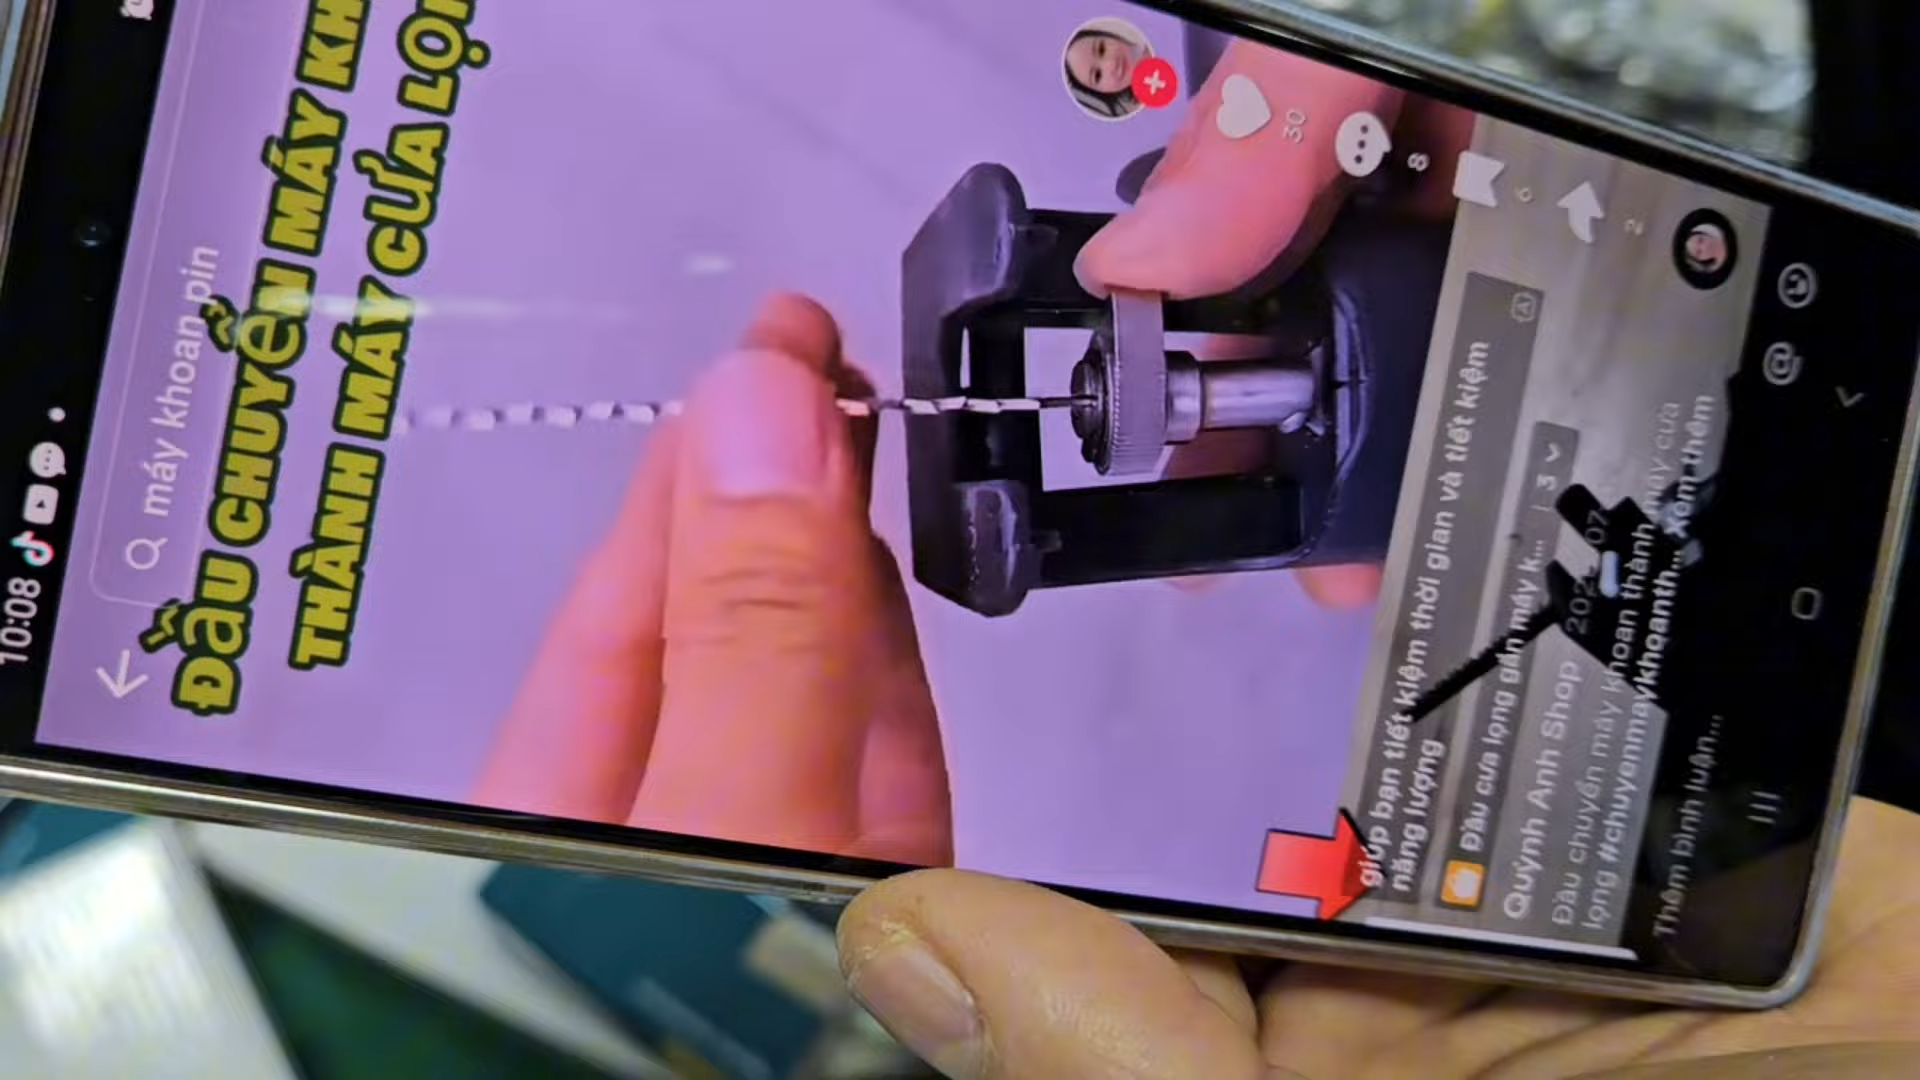 10:08
máy khoan pin
ĐầU CHUYỂN MÁY KH
THÀNH MÁY CƯA LỌN
30
8
6
2
giúp bạn tiết kiệm thời gian và tiết kiệm
năng lượng
Đầu cưa lọng gắn máy k... | 3
Quỳnh Anh Shop
Đầu chuyển máy khoan thành máy cưa
lọng #chuyenmaykhoanth... Xem thêm
Thêm bình luận...